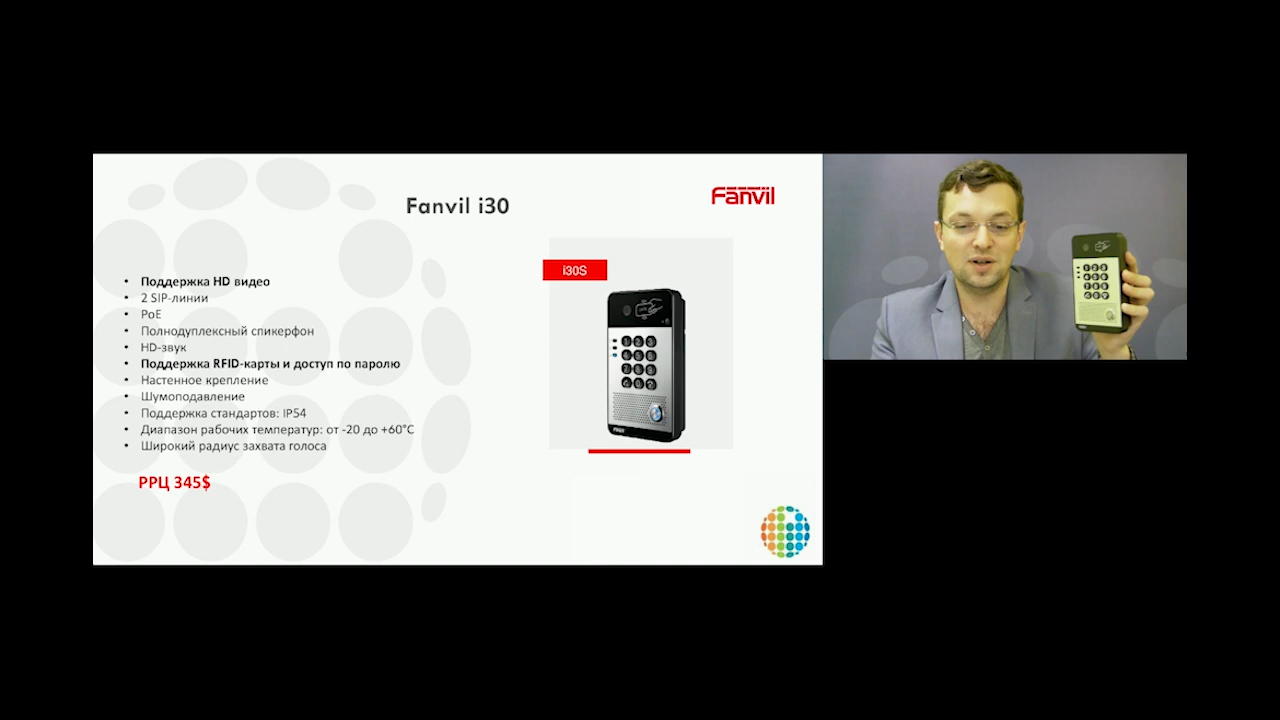 Fanvil i30
Fanvil
• Поддержка HD видео
• 2 SIP-линии
• PoE
• Полнодуплексный спикерфон
• HD-звук
• Поддержка RFID-карты и доступ по паролю
• Настенное крепление
• Шумоподавление
• Поддержка стандартов: IP54
• Диапазон рабочих температур: от -20 до +60°C
• Широкий радиус захвата голоса
РРЦ 345$
i30S